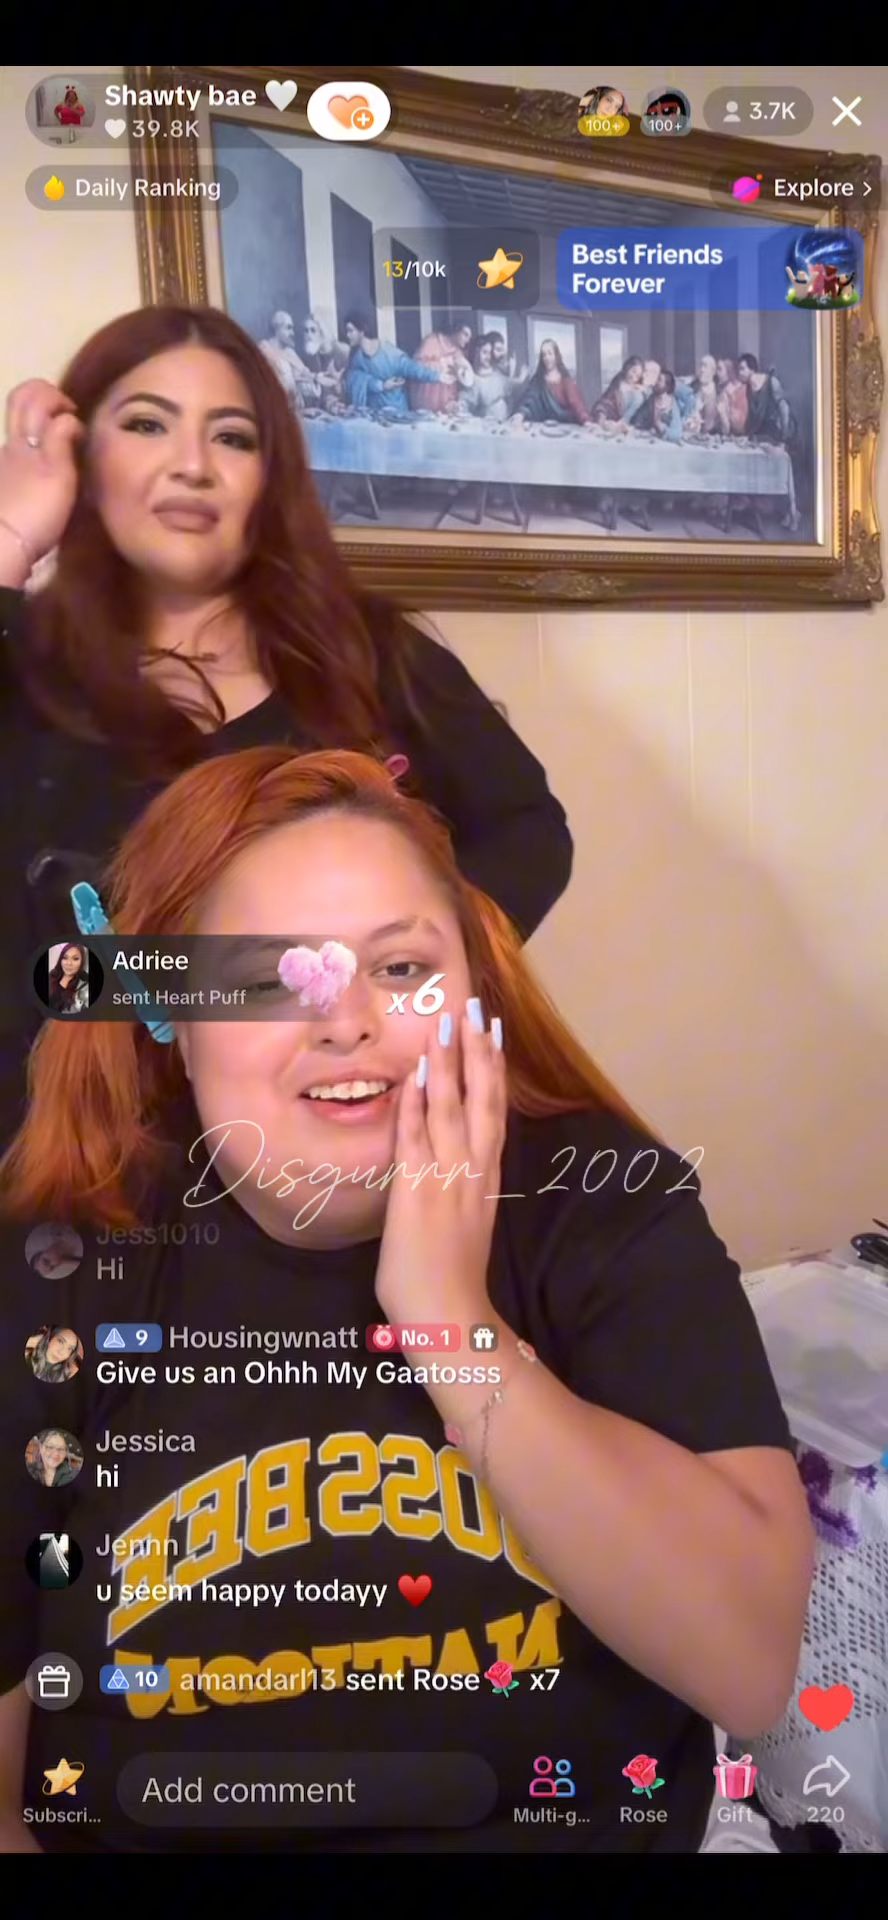 Shawty bae 🤍
39.8K
100+
100+
3.7K
Daily Ranking
Explore >
13/10k
Best Friends
Forever
Adriee
sent Heart Puff
x6
Disgurrr_2002
Jess1010
Hi
9 Housingwnatt No. 1
Give us an Ohhh My Gaatosss
Jessica
hi
Jennn
u seem happy todayy ♥️
10 amandarl13 sent Rose 🌹 x7
OSSBEE
NATION
Add comment
Subscri...
Multi-g...
Rose
Gift
220